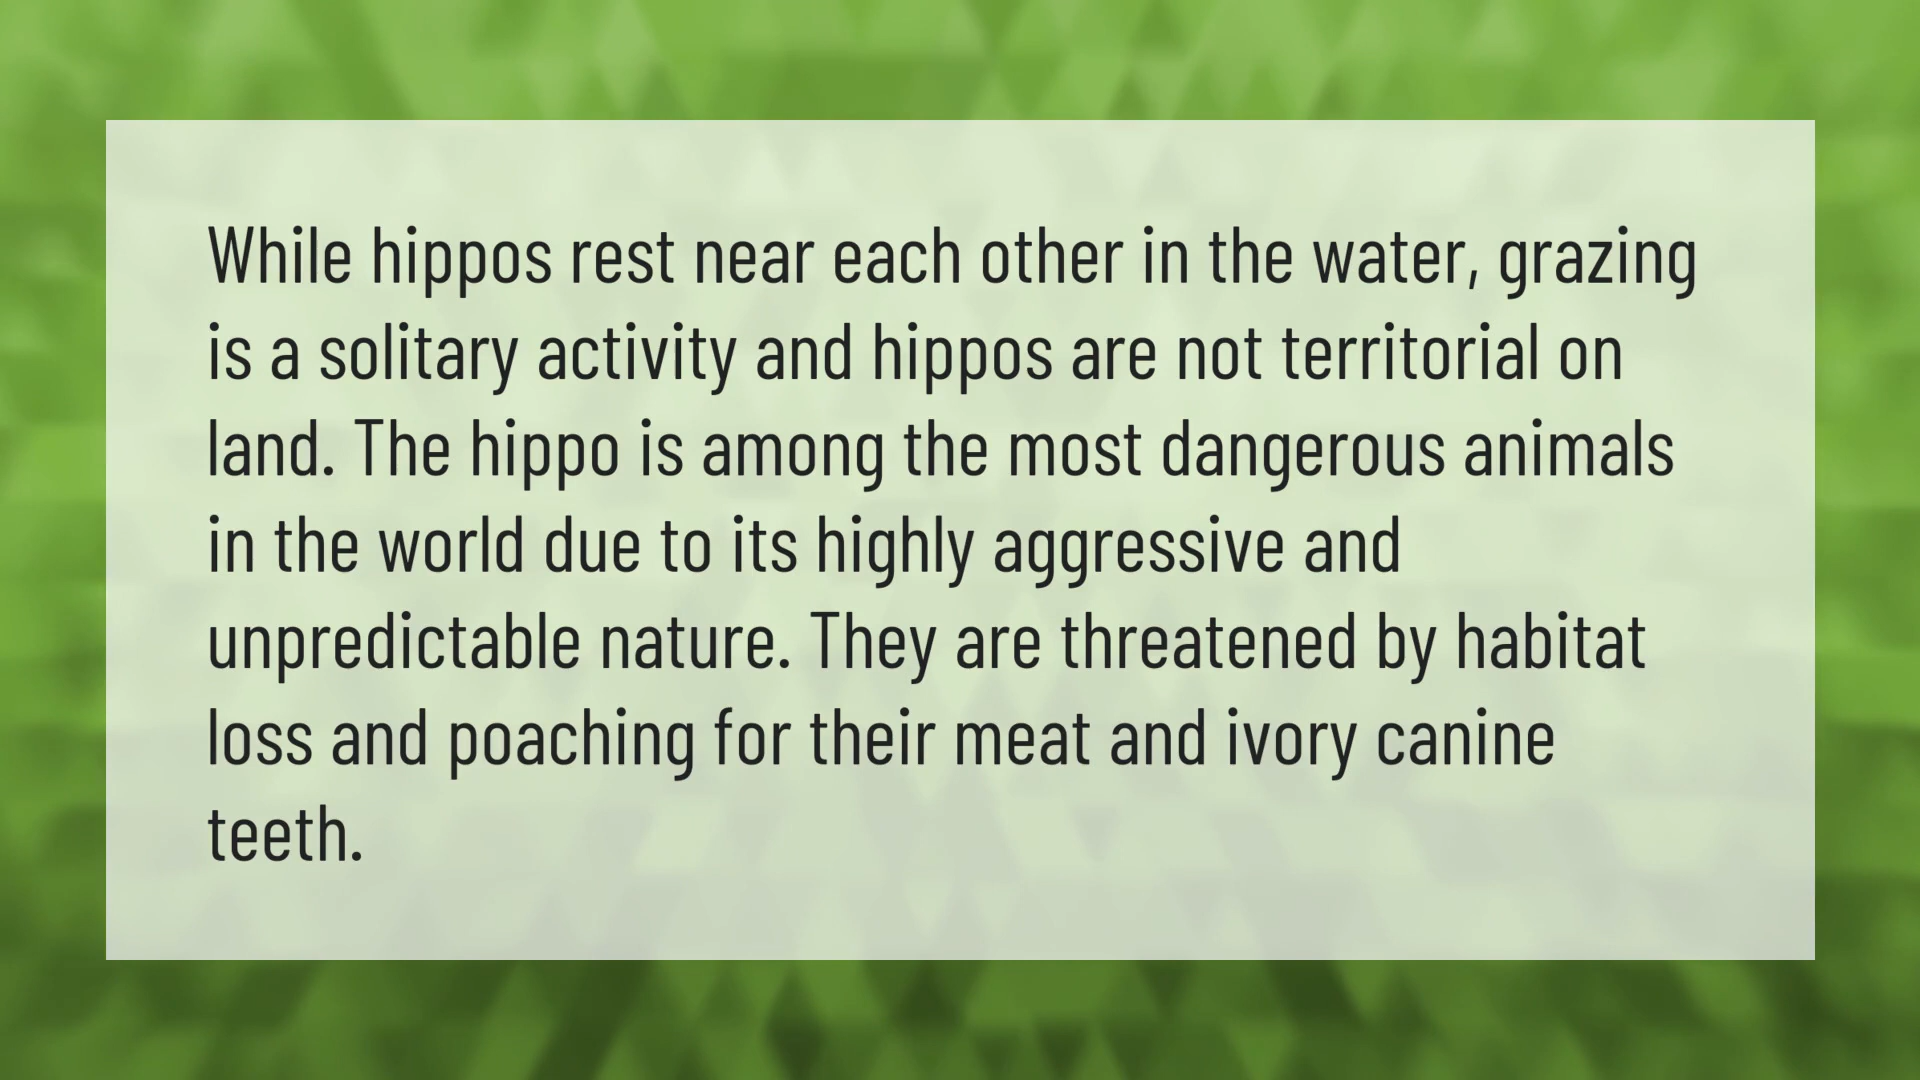 While hippos rest near each other in the water, grazing
is a solitary activity and hippos are not territorial on
land. The hippo is among the most dangerous animals
in the world due to its highly aggressive and
unpredictable nature. They are threatened by habitat
loss and poaching for their meat and ivory canine
teeth.